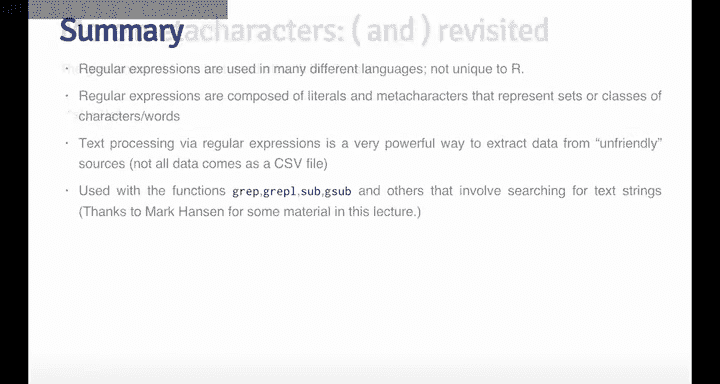 Summary
metacharacters: ( and ) revisited
· Regular expressions are used in many different languages; not unique to R.
· Regular expressions are composed of literals and metacharacters that represent sets or classes of
characters/words
· Text processing via regular expressions is a very powerful way to extract data from “unfriendly”
sources (not all data comes as a CSV file)
· Used with the functions grep,grepl,sub,gsub and others that involve searching for text strings
(Thanks to Mark Hansen for some material in this lecture.)